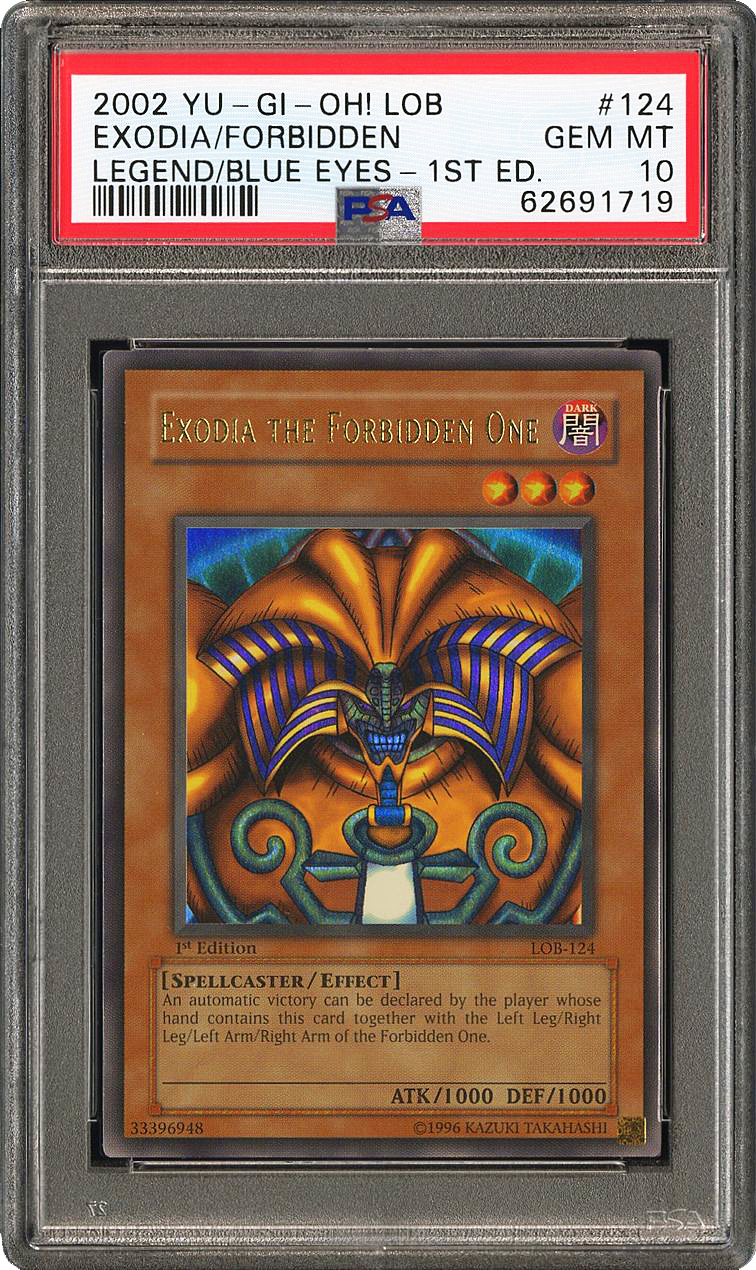 2002 YU-GI-OH! LOB #124
EXODIA/FORBIDDEN GEM MT
LEGEND/BLUE EYES-1ST ED. 10
PSA 62691719
EXODIA THE FORBIDDEN ONE
DARK
闇
1st Edition LOB-124
[SPELLCASTER/EFFECT]
An automatic victory can be declared by the player whose
hand contains this card together with the Left Leg/Right
Leg/Left Arm/Right Arm of the Forbidden One.
ATK/1000 DEF/1000
33396948 ©1996 KAZUKI TAKAHASHI
PSA